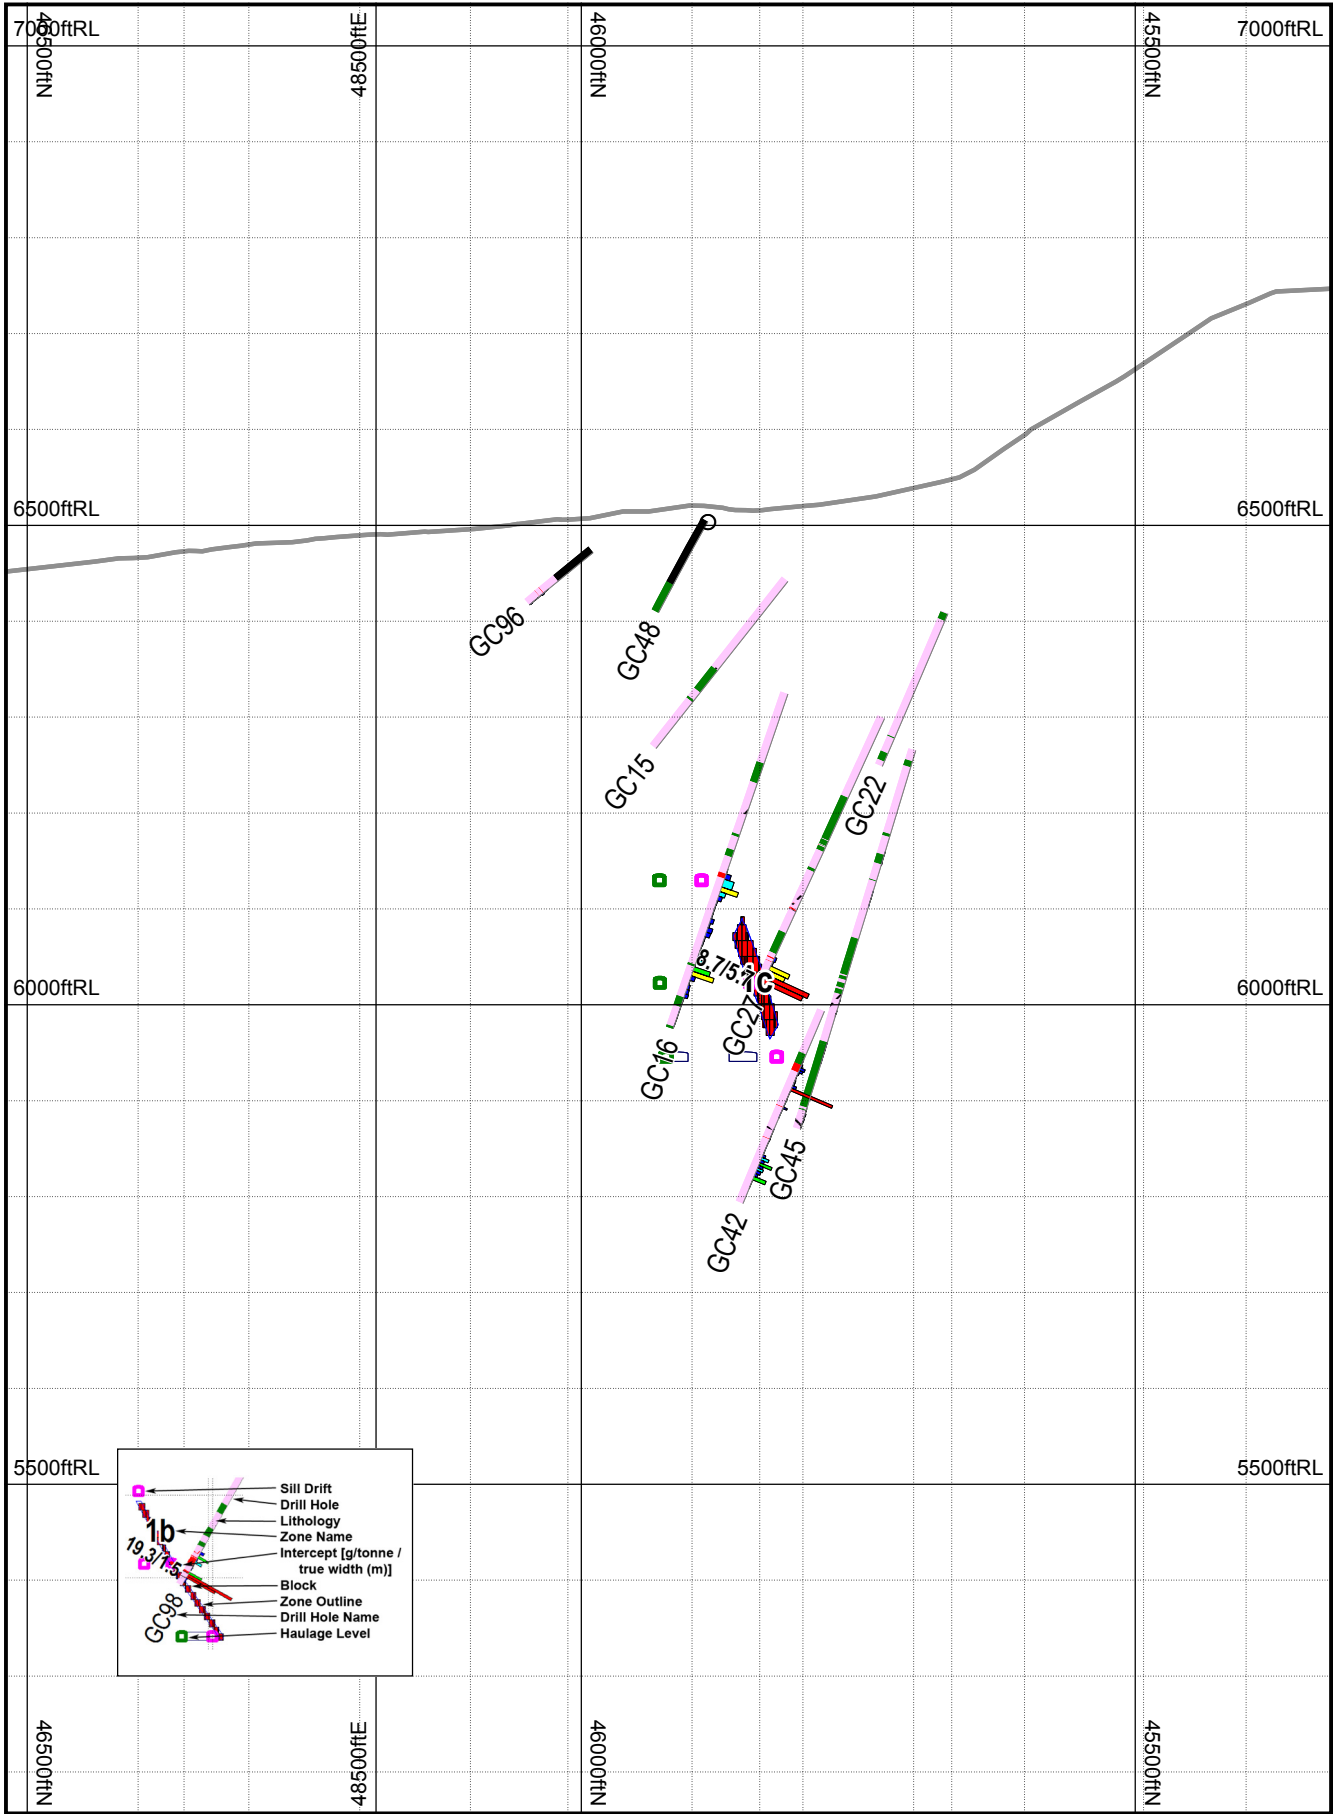 7000ftRL
7000ftRL
46500ftN
48500ftE
46000ftN
45500ftN
6500ftRL
6500ftRL
GC96
GC48
GC15
GC22
8.7/5.7
1c
6000ftRL
6000ftRL
GC27
GC16
GC45
GC42
5500ftRL
5500ftRL
Sill Drift
Drill Hole
Lithology
1b
Zone Name
19.3/1.5
Intercept [g/tonne /
true width (m)]
Block
Zone Outline
GC98
Drill Hole Name
Haulage Level
46500ftN
48500ftE
46000ftN
45500ftN